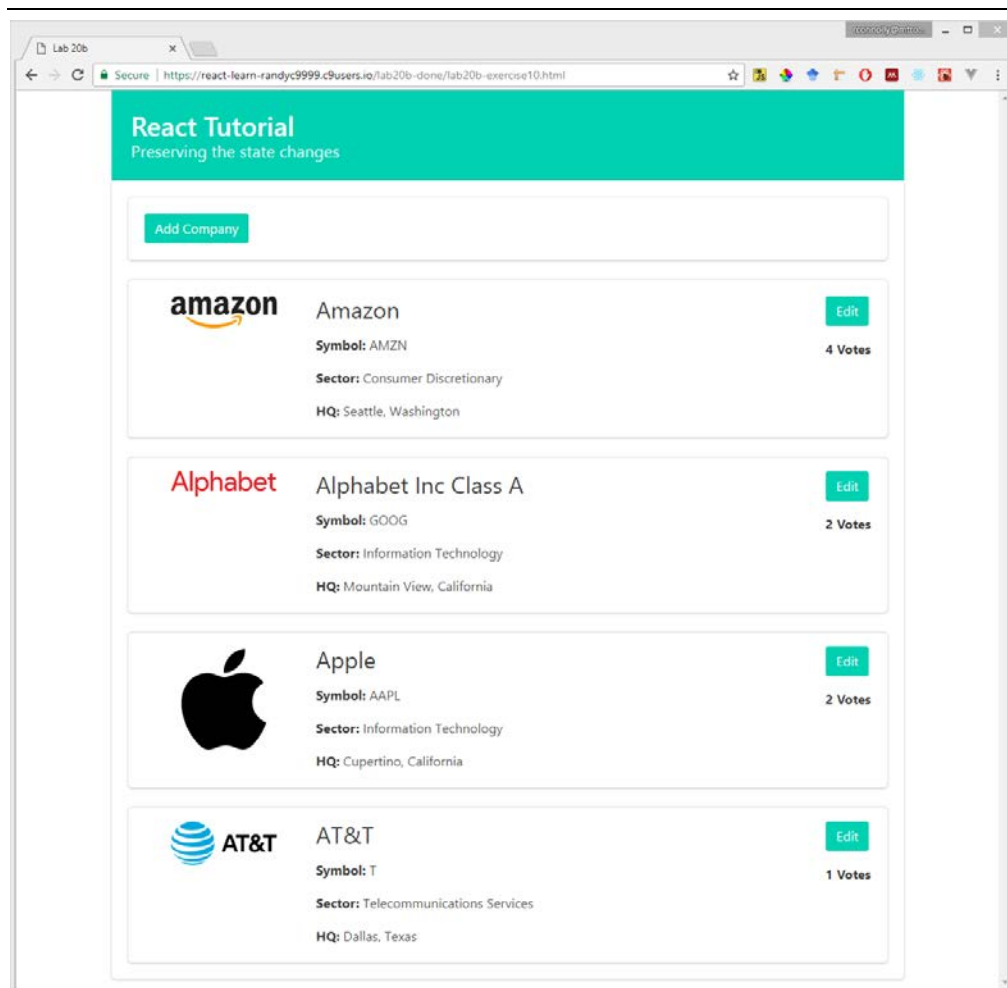 Lab 20b
Secure | https://react-learn-randyc9999.c9users.io/lab20b-done/lab20b-exercise10.html
React Tutorial
Preserving the state changes
Add Company
amazon
Amazon
Edit
Symbol: AMZN
4 Votes
Sector: Consumer Discretionary
HQ: Seattle, Washington
Alphabet
Alphabet Inc Class A
Edit
Symbol: GOOG
2 Votes
Sector: Information Technology
HQ: Mountain View, California
Apple
Edit
Symbol: AAPL
2 Votes
Sector: Information Technology
HQ: Cupertino, California
AT&T
AT&T
Edit
Symbol: T
1 Votes
Sector: Telecommunications Services
HQ: Dallas, Texas